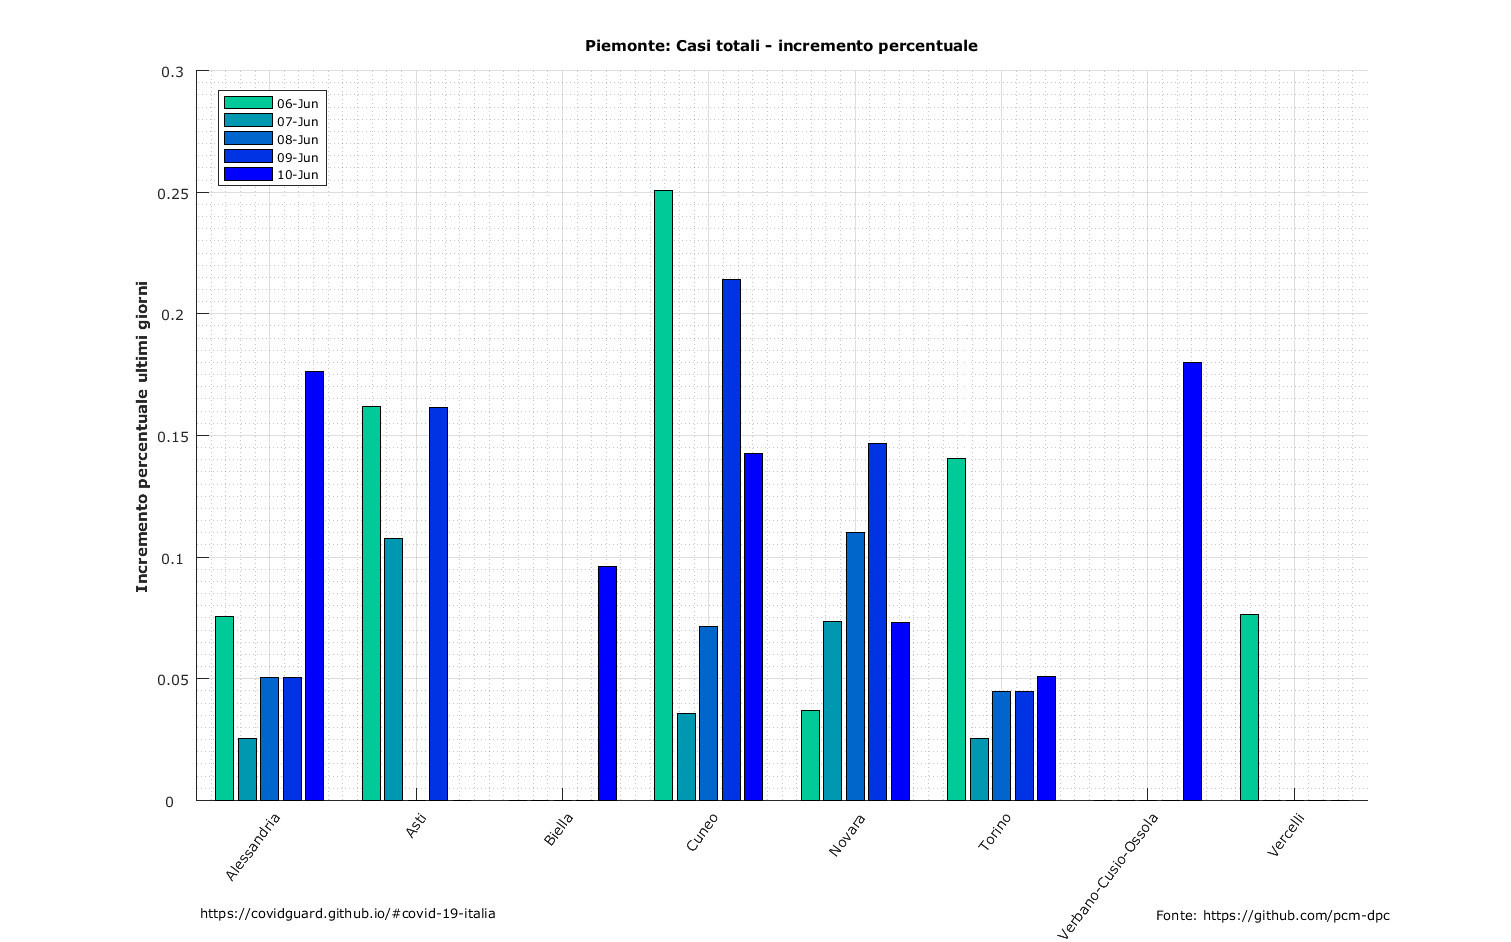 Piemonte: Casi totali - incremento percentuale
0.3
0.25
0.2
0.15
0.1
0.05
0
Incremento percentuale ultimi giorni
06-Jun
07-Jun
08-Jun
09-Jun
10-Jun
Alessandria
Asti
Biella
Cuneo
Novara
Torino
Verbano-Cusio-Ossola
Vercelli
https://covidguard.github.io/#covid-19-italia
Fonte: https://github.com/pcm-dpc